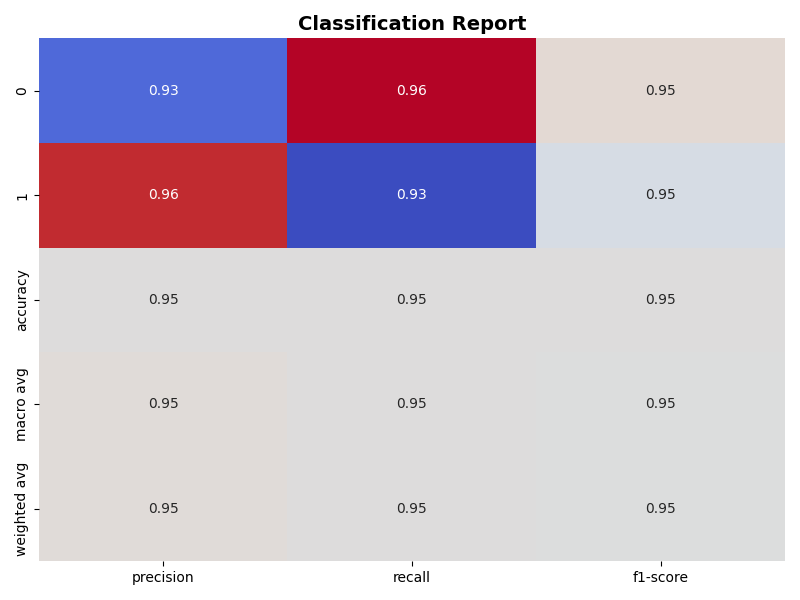 Classification Report
0 0.93 0.96 0.95
1 0.96 0.93 0.95
accuracy 0.95 0.95 0.95
macro avg 0.95 0.95 0.95
weighted avg 0.95 0.95 0.95
precision recall f1-score